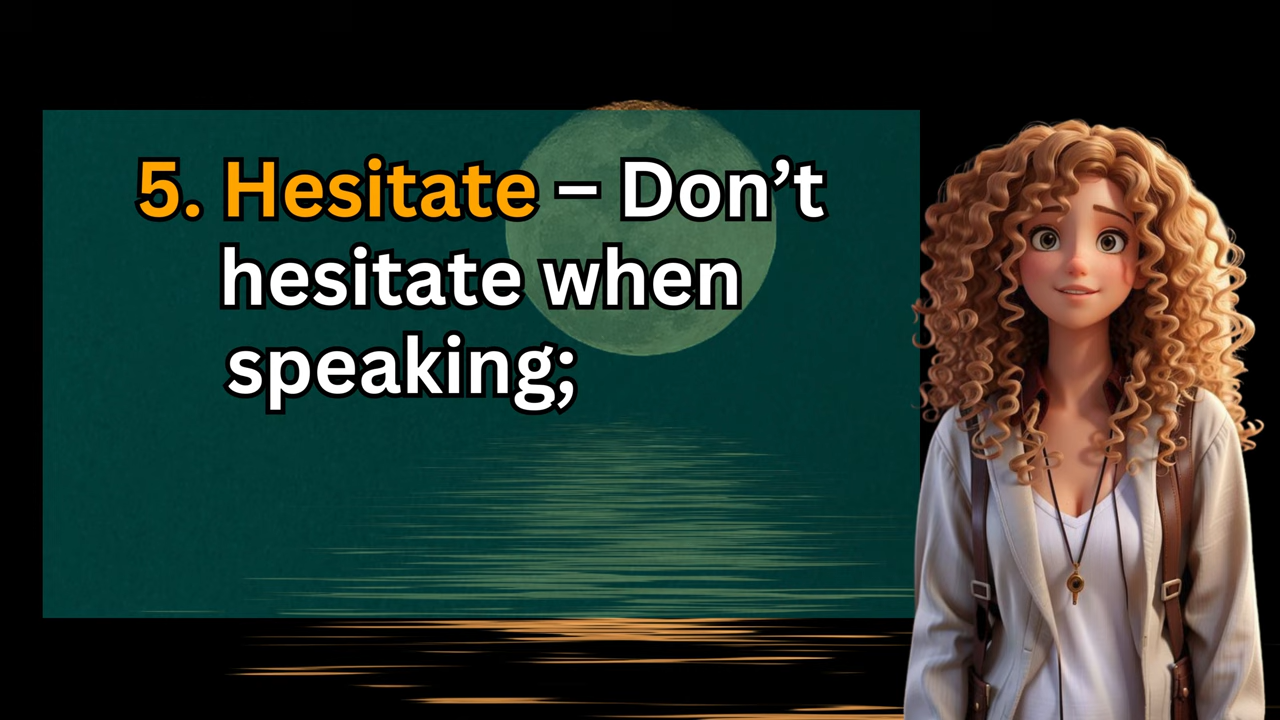 5. Hesitate – Don’t
hesitate when
speaking;